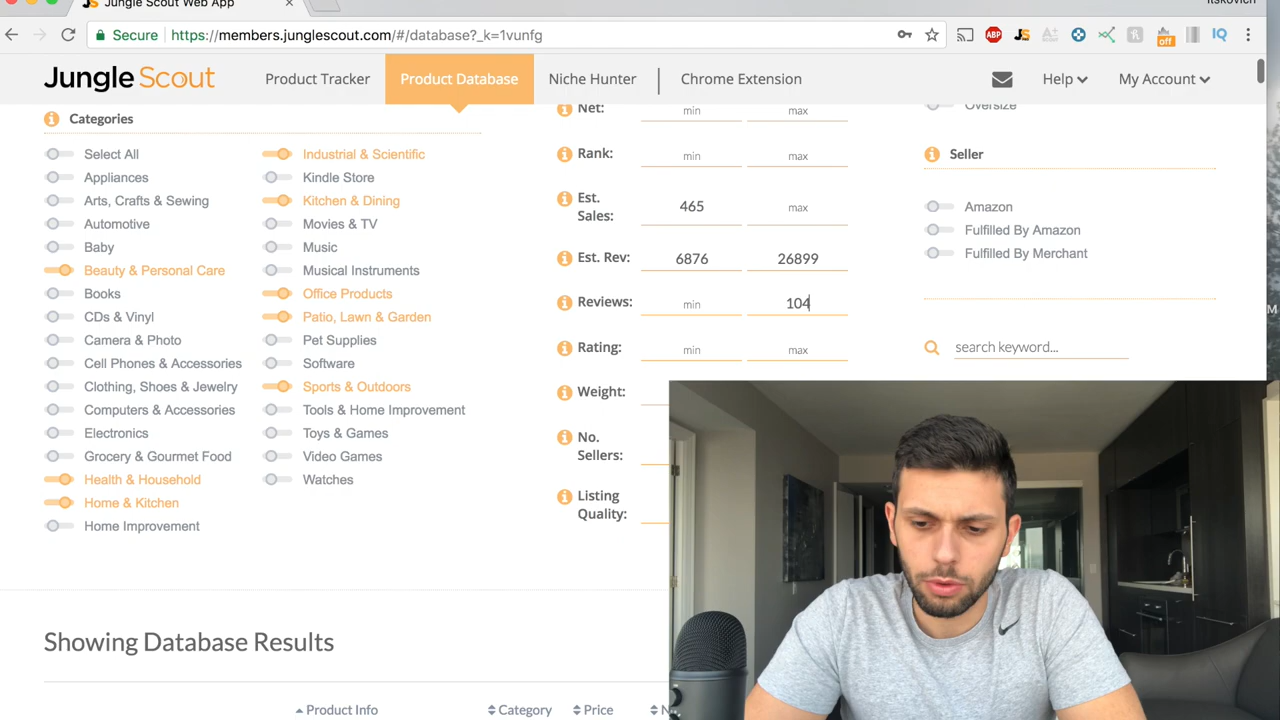 Jungle Scout Web App
Itskovich
Secure https://members.junglescout.com/#/database?_k=1vunfg
ABP
JS
A+
off
IQ
Jungle Scout
Product Tracker
Product Database
Niche Hunter
Chrome Extension
Help
My Account
Categories
Select All
Appliances
Arts, Crafts & Sewing
Automotive
Baby
Beauty & Personal Care
Books
CDs & Vinyl
Camera & Photo
Cell Phones & Accessories
Clothing, Shoes & Jewelry
Computers & Accessories
Electronics
Grocery & Gourmet Food
Health & Household
Home & Kitchen
Home Improvement
Industrial & Scientific
Kindle Store
Kitchen & Dining
Movies & TV
Music
Musical Instruments
Office Products
Patio, Lawn & Garden
Pet Supplies
Software
Sports & Outdoors
Tools & Home Improvement
Toys & Games
Video Games
Watches
Net: min max
Rank: min max
Est.
Sales: 465 max
Est. Rev: 6876 26899
Reviews: min 104
Rating: min max
Weight:
No.
Sellers:
Listing
Quality:
Oversize
Seller
Amazon
Fulfilled By Amazon
Fulfilled By Merchant
search keyword...
Showing Database Results
Product Info Category Price